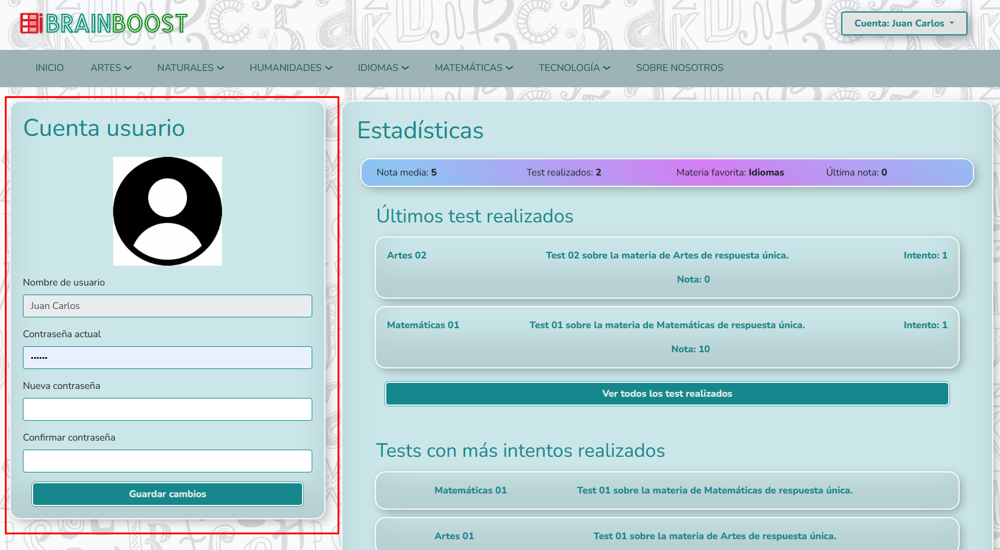 BRAINBOOST
Cuenta: Juan Carlos
INICIO ARTES NATURALES HUMANIDADES IDIOMAS MATEMÁTICAS TECNOLOGÍA SOBRE NOSOTROS
Cuenta usuario
Nombre de usuario
Juan Carlos
Contraseña actual
••••••
Nueva contraseña
Confirmar contraseña
Guardar cambios
Estadísticas
Nota media: 5 Test realizados: 2 Materia favorita: Idiomas Última nota: 0
Últimos test realizados
Artes 02 Test 02 sobre la materia de Artes de respuesta única. Intento: 1
Nota: 0
Matemáticas 01 Test 01 sobre la materia de Matemáticas de respuesta única. Intento: 1
Nota: 10
Ver todos los test realizados
Tests con más intentos realizados
Matemáticas 01 Test 01 sobre la materia de Matemáticas de respuesta única.
Artes 01 Test 01 sobre la materia de Artes de respuesta única.